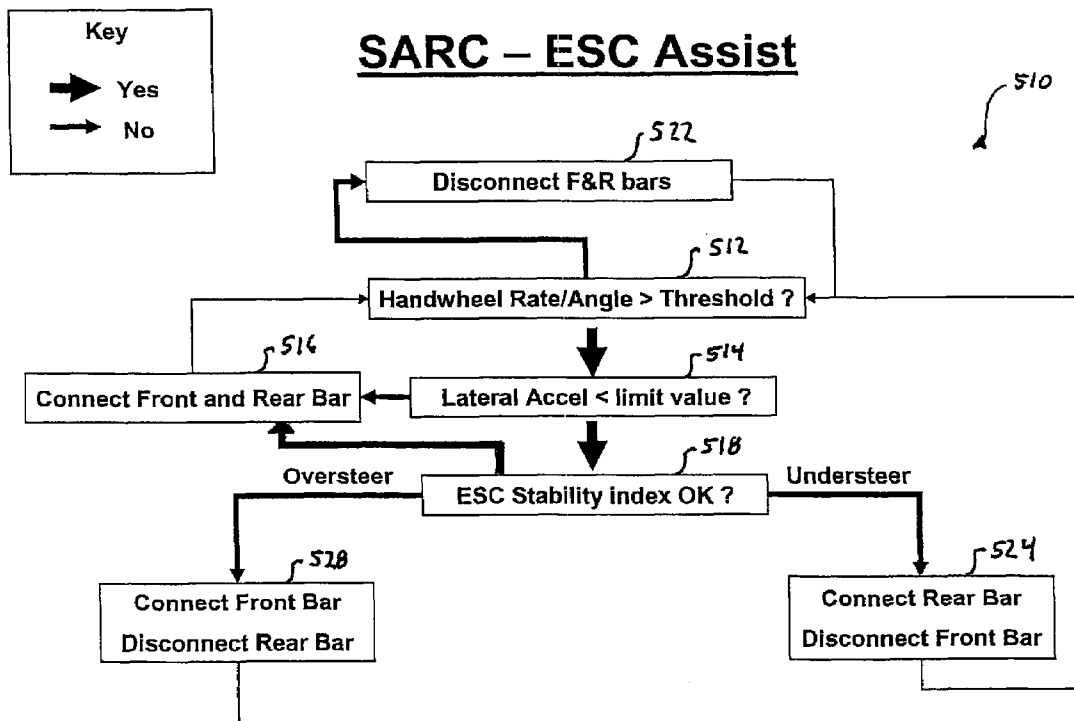 Key
Yes
No
SARC – ESC Assist
510
522
Disconnect F&R bars
512
Handwheel Rate/Angle > Threshold ?
516
Connect Front and Rear Bar
514
Lateral Accel < limit value ?
518
Oversteer
ESC Stability index OK ?
Understeer
528
Connect Front Bar
Disconnect Rear Bar
524
Connect Rear Bar
Disconnect Front Bar